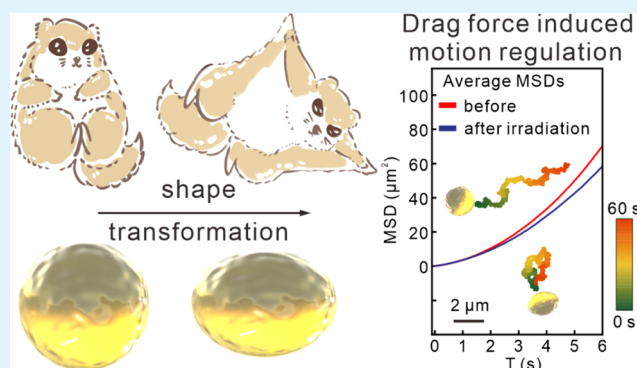 shape
transformation
Drag force induced
motion regulation
Average MSDs
before
after irradiation
MSD (µm²)
100
80
60
40
20
0
2 µm
60 s
0 s
0 1 2 3 4 5 6
T (s)